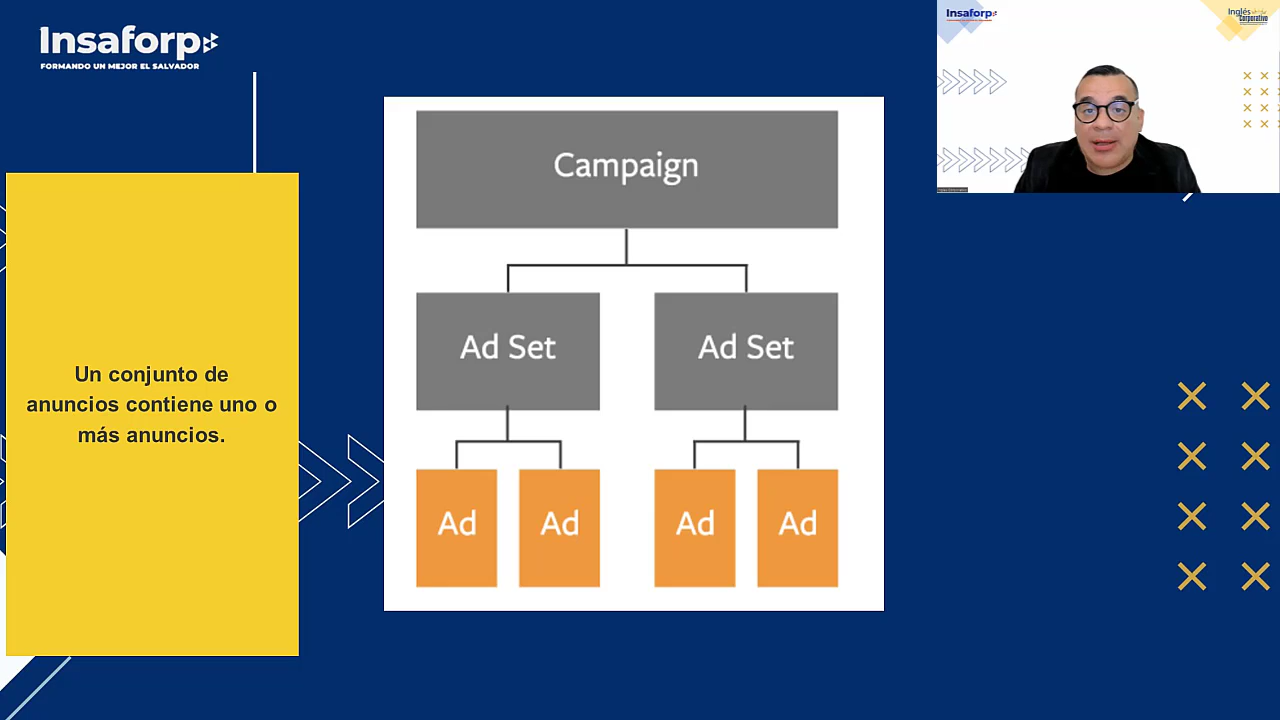 Insaforp
FORMANDO UN MEJOR EL SALVADOR
Insaforp
Inglés
Corporativo
Campaign
Ad Set
Ad Set
Un conjunto de
anuncios contiene uno o
más anuncios.
Ad
Ad
Ad
Ad